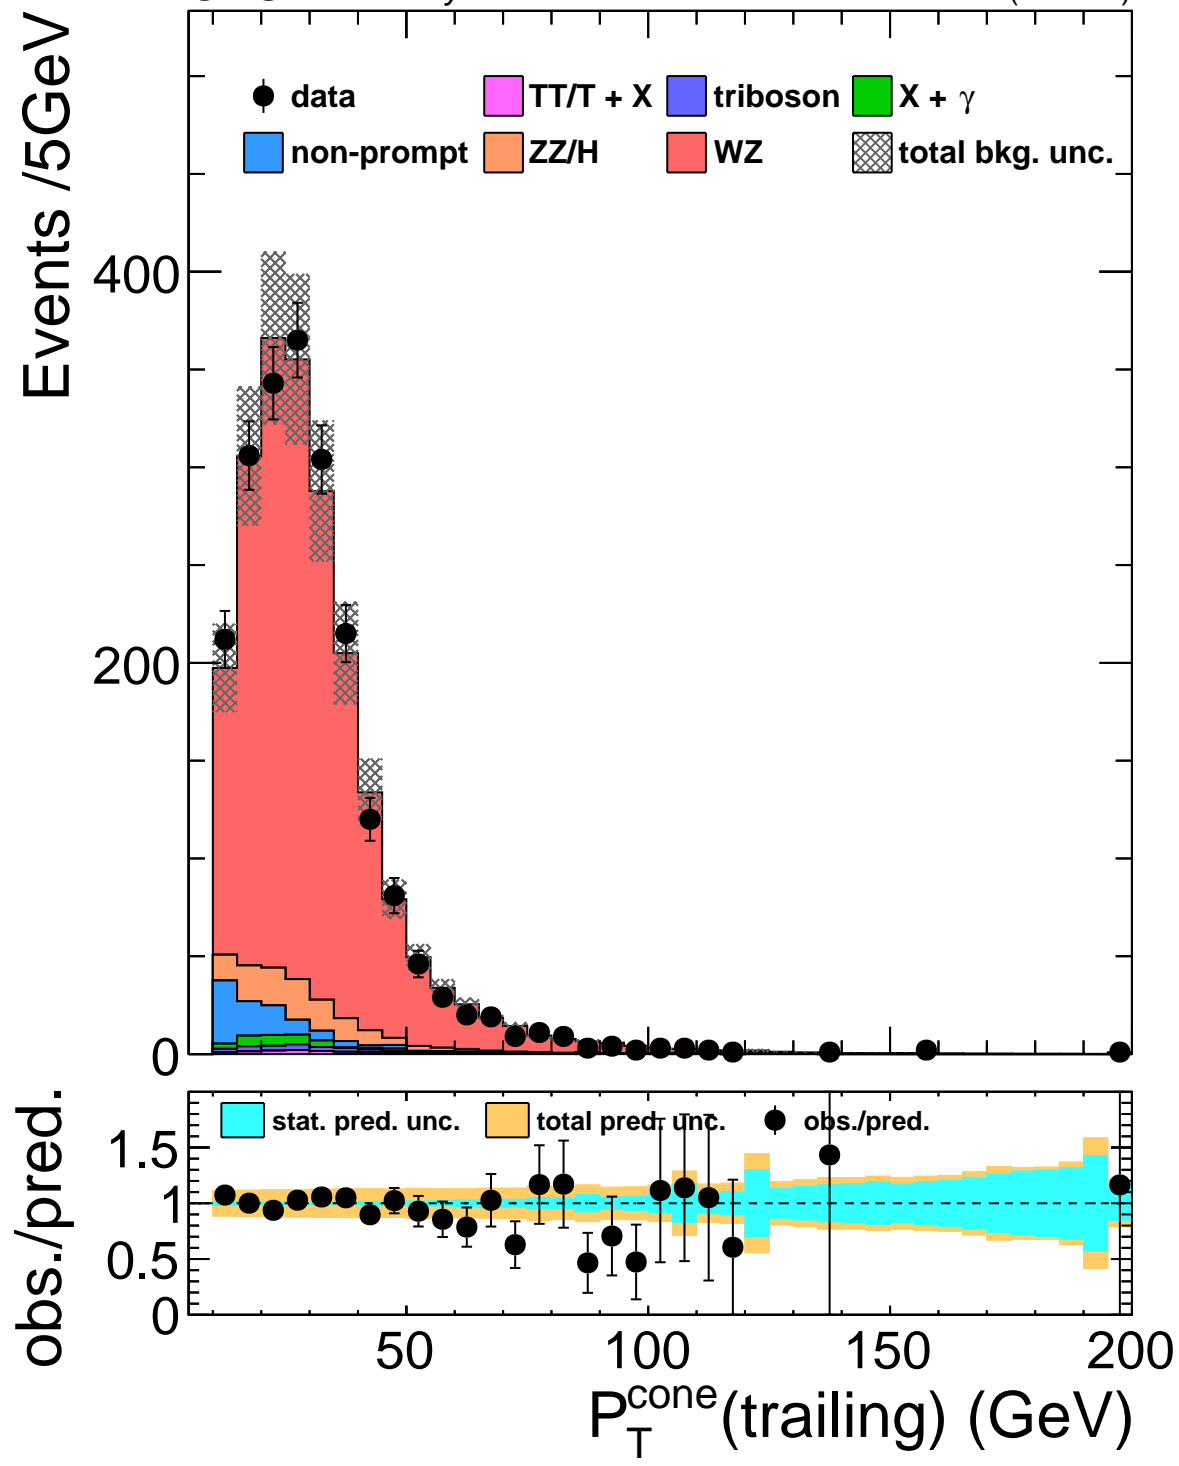 Events /5GeV
data
TT/T + X
triboson
X + γ
non-prompt
ZZ/H
WZ
total bkg. unc.
400
200
0
obs./pred.
stat. pred. unc.
total pred. unc.
obs./pred.
1.5
1
0.5
0
50
100
150
200
P_T^cone(trailing) (GeV)